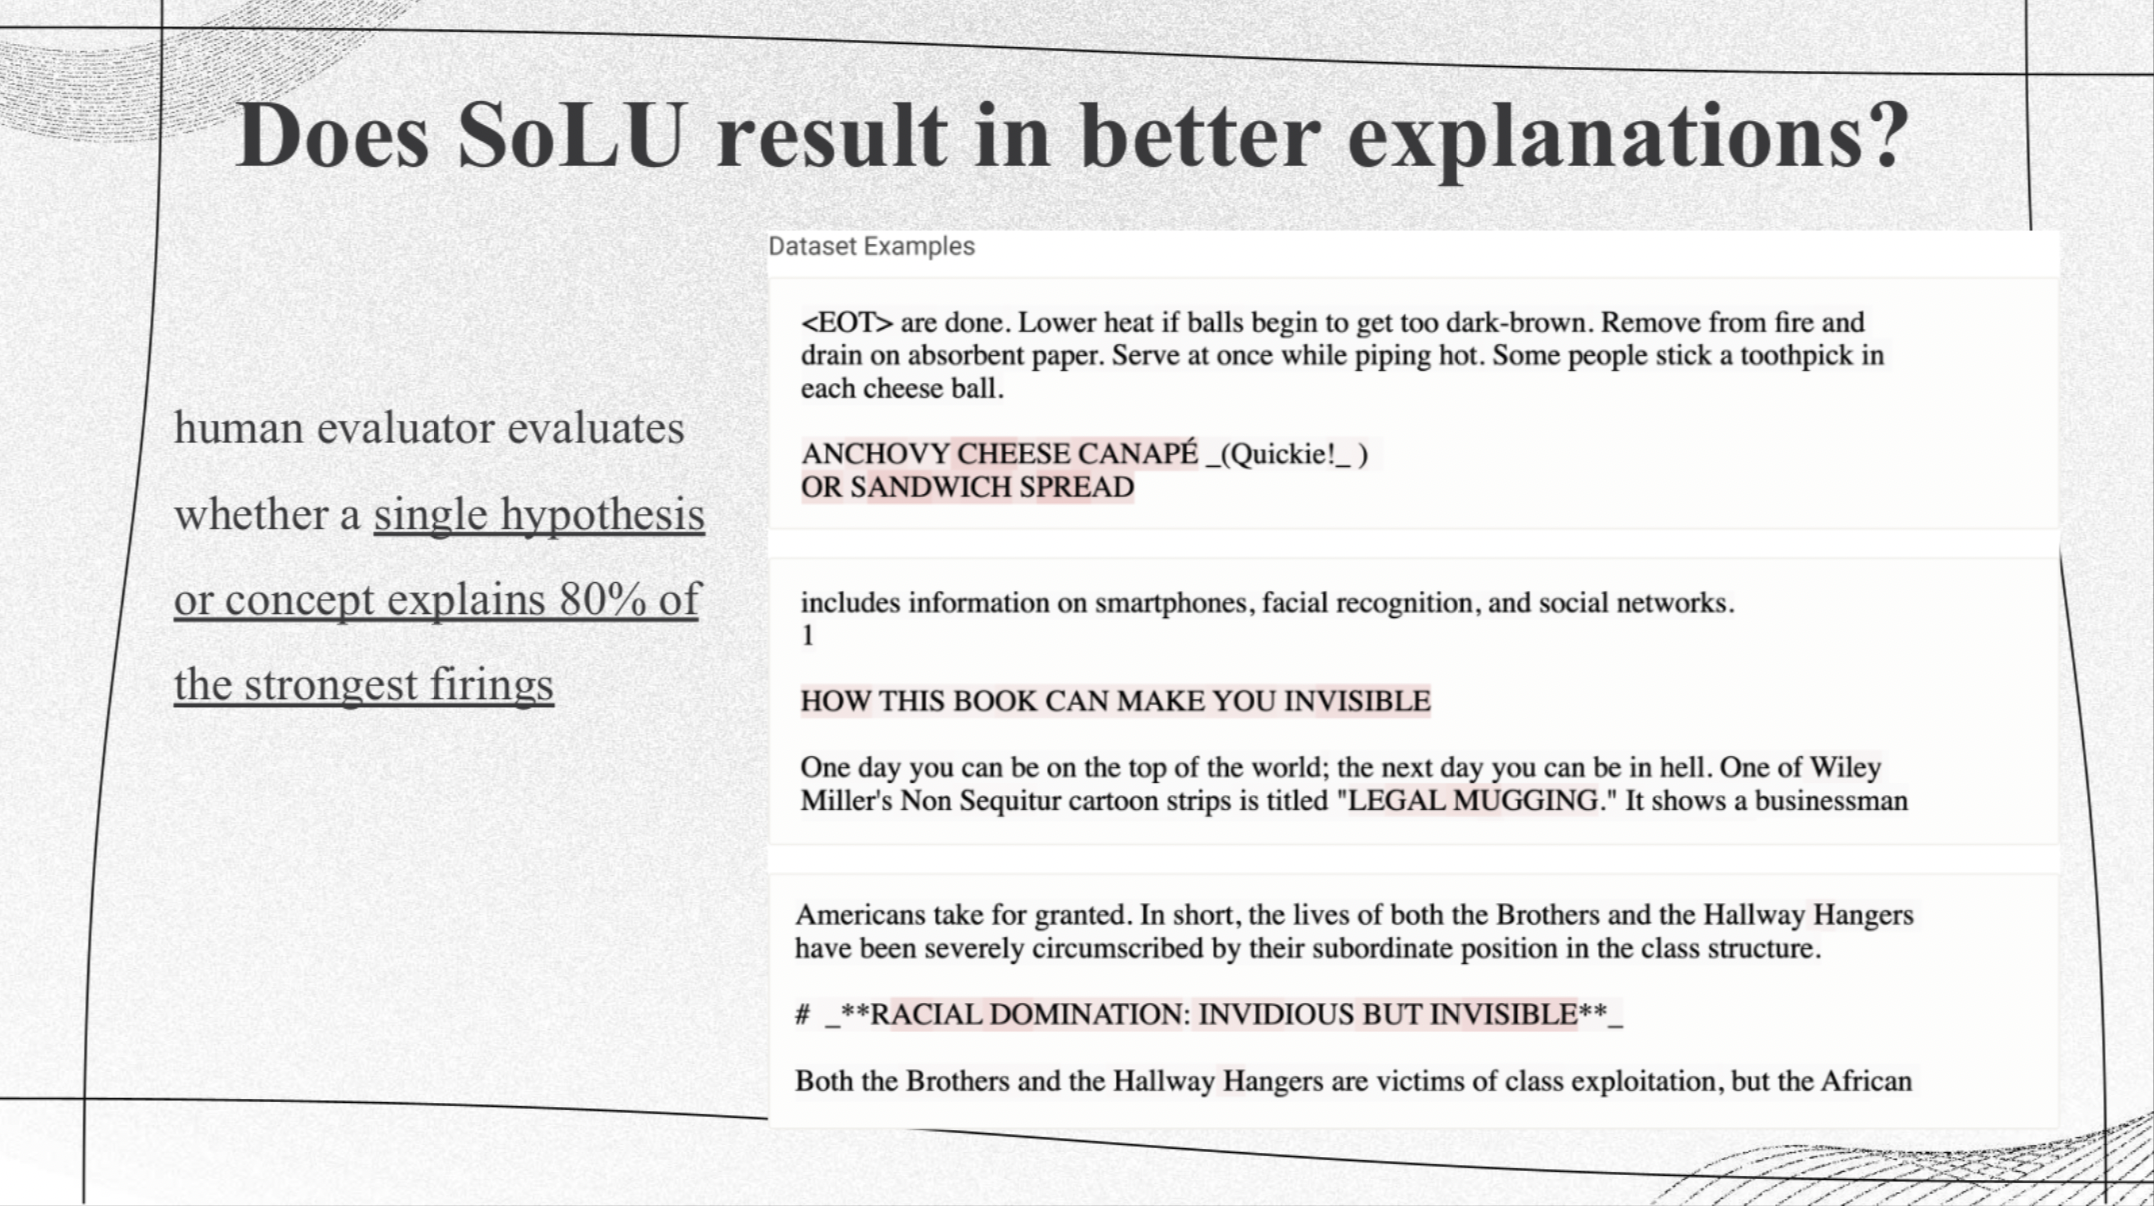 Does SoLU result in better explanations?
human evaluator evaluates
whether a single hypothesis
or concept explains 80% of
the strongest firings
Dataset Examples
<EOT> are done. Lower heat if balls begin to get too dark-brown. Remove from fire and
drain on absorbent paper. Serve at once while piping hot. Some people stick a toothpick in
each cheese ball.
ANCHOVY CHEESE CANAPÉ _(Quickie!_ )
OR SANDWICH SPREAD
includes information on smartphones, facial recognition, and social networks.
1
HOW THIS BOOK CAN MAKE YOU INVISIBLE
One day you can be on the top of the world; the next day you can be in hell. One of Wiley
Miller's Non Sequitur cartoon strips is titled "LEGAL MUGGING." It shows a businessman
Americans take for granted. In short, the lives of both the Brothers and the Hallway Hangers
have been severely circumscribed by their subordinate position in the class structure.
# _**RACIAL DOMINATION: INVIDIOUS BUT INVISIBLE**_
Both the Brothers and the Hallway Hangers are victims of class exploitation, but the African